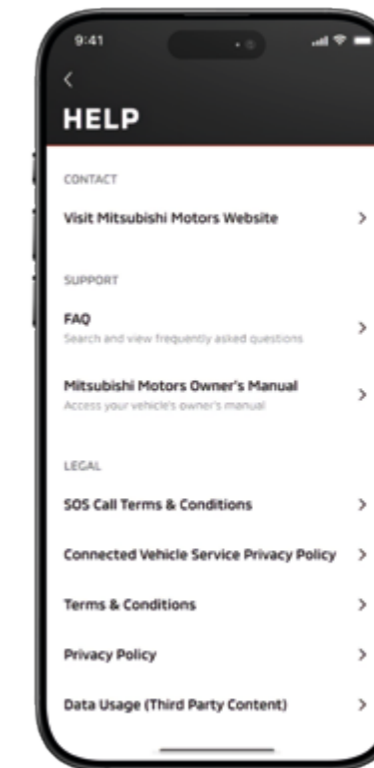 9:41
HELP
CONTACT
Visit Mitsubishi Motors Website
SUPPORT
FAQ
Search and view frequently asked questions
Mitsubishi Motors Owner's Manual
Access your vehicle's owner's manual
LEGAL
SOS Call Terms & Conditions
Connected Vehicle Service Privacy Policy
Terms & Conditions
Privacy Policy
Data Usage (Third Party Content)